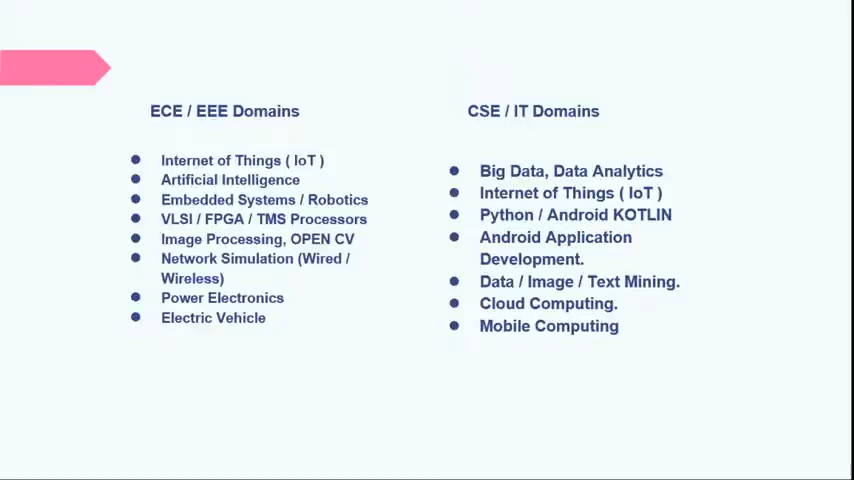 ECE / EEE Domains
● Internet of Things ( IoT )
● Artificial Intelligence
● Embedded Systems / Robotics
● VLSI / FPGA / TMS Processors
● Image Processing, OPEN CV
● Network Simulation (Wired /
Wireless)
● Power Electronics
● Electric Vehicle
CSE / IT Domains
● Big Data, Data Analytics
● Internet of Things ( IoT )
● Python / Android KOTLIN
● Android Application
Development.
● Data / Image / Text Mining.
● Cloud Computing.
● Mobile Computing